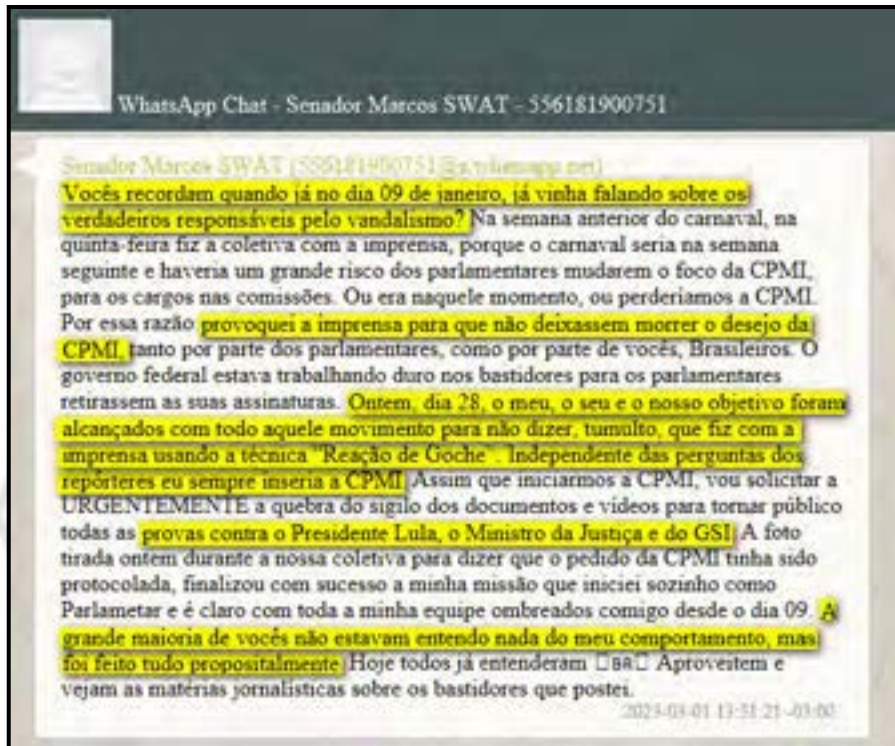 WhatsApp Chat - Senador Marcos SWAT - 556181900751
Senador Marcos SWAT (556181900751@s.whatsapp.net)
Vocês recordam quando já no dia 09 de janeiro, já vinha falando sobre os
verdadeiros responsáveis pelo vandalismo? Na semana anterior do carnaval, na
quinta-feira fiz a coletiva com a imprensa, porque o carnaval seria na semana
seguinte e haveria um grande risco dos parlamentares mudarem o foco da CPMI,
para os cargos nas comissões. Ou era naquele momento, ou perderiamos a CPMI.
Por essa razão provoquei a imprensa para que não deixassem morrer o desejo da
CPMI, tanto por parte dos parlamentares, como por parte de vocês, Brasileiros. O
governo federal estava trabalhando duro nos bastidores para os parlamentares
retirassem as suas assinaturas. Ontem, dia 28, o meu, o seu e o nosso objetivo foram
alcançados com todo aquele movimento para não dizer, tumulto, que fiz com a
imprensa usando a técnica "Reação de Goche". Independente das perguntas dos
repórteres eu sempre inseria a CPMI. Assim que iniciarmos a CPMI, vou solicitar a
URGENTEMENTE a quebra do sigilo dos documentos e vídeos para tornar público
todas as provas contra o Presidente Lula, o Ministro da Justiça e do GSI. A foto
tirada ontem durante a nossa coletiva para dizer que o pedido da CPMI tinha sido
protocolada, finalizou com sucesso a minha missão que iniciei sozinho como
Parlametar e é claro com toda a minha equipe ombreados comigo desde o dia 09. A
grande maioria de vocês não estavam entendo nada do meu comportamento, mas
foi feito tudo propositalmente. Hoje todos já entenderam □BR□ Aproveitem e
vejam as matérias jornalísticas sobre os bastidores que postei.
2023-03-01 13:51:21 -03:00